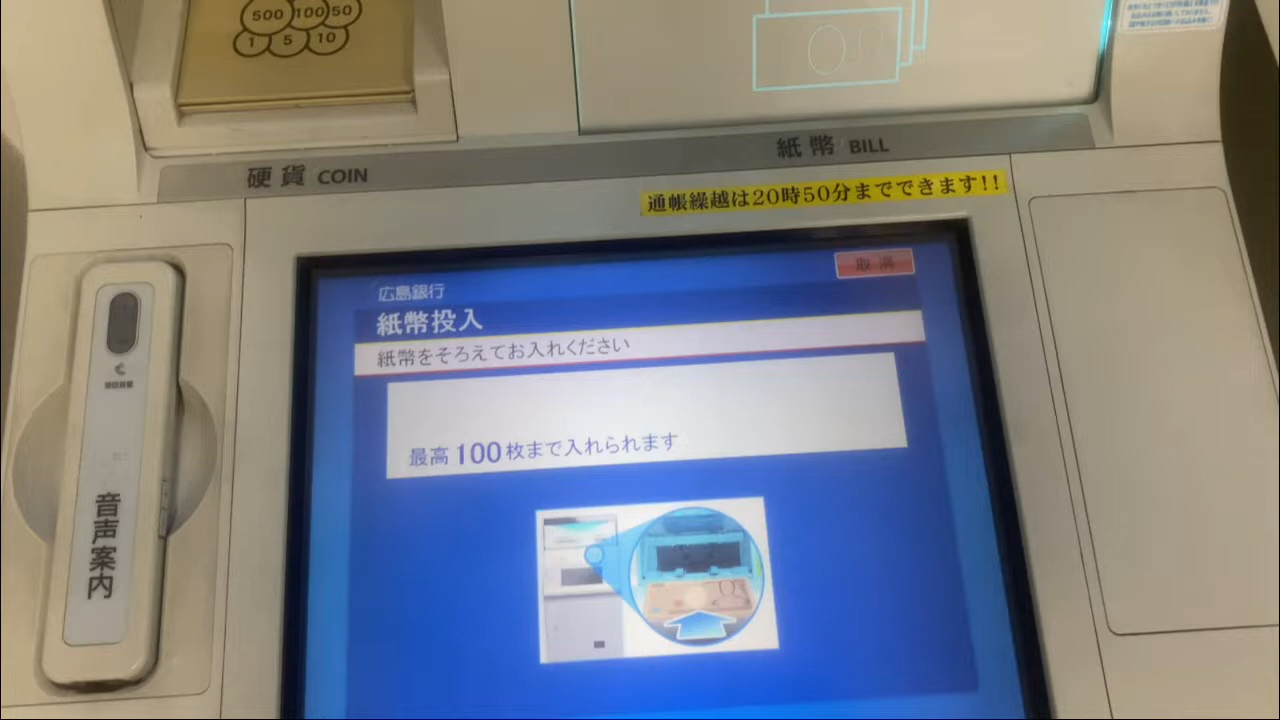 500 100 50
1 5 10
硬貨 COIN
紙幣 BILL
通帳繰越は20時50分までできます!!
取消
広島銀行
紙幣投入
紙幣をそろえてお入れください
最高100枚まで入れられます
音声案内